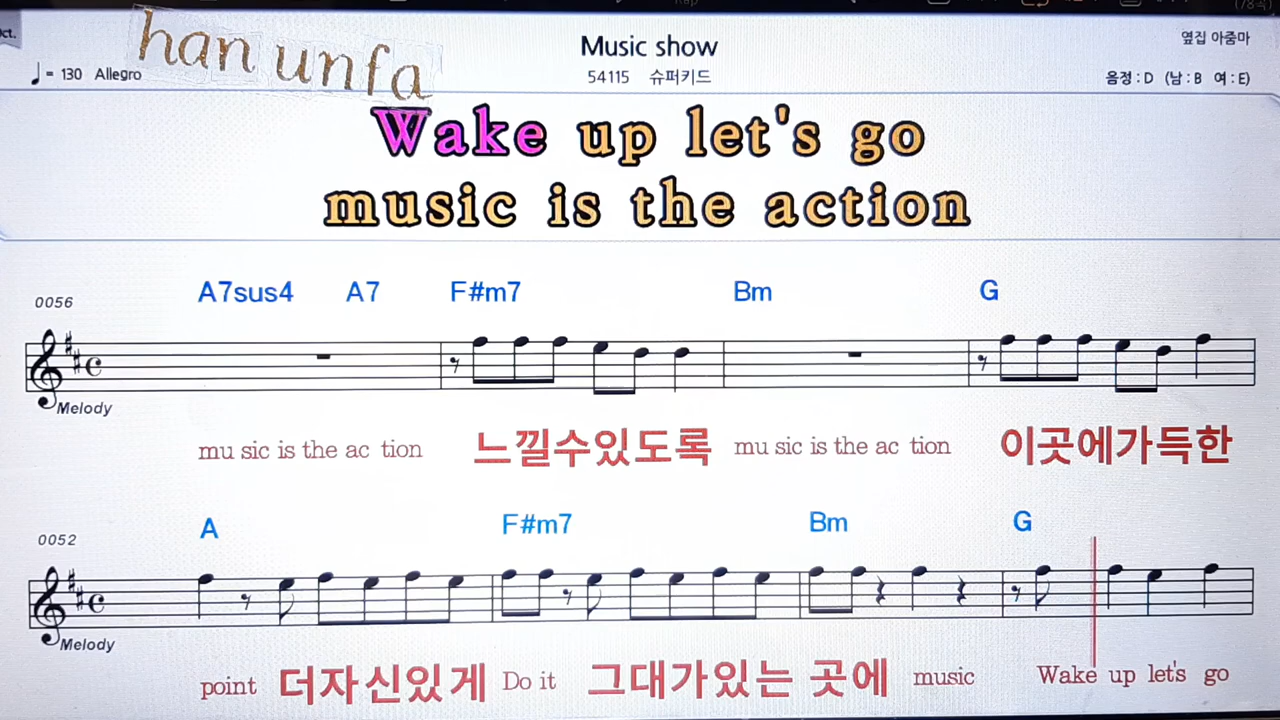 han unfa
Music show
옆집 아줌마
♩= 130 Allegro
54115 슈퍼키드
음정 : D (남 : B 여 : E)
Wake up let's go
music is the action
0056
A7sus4 A7 F#m7 Bm G
Melody
mu sic is the ac tion 느낄수있도록 mu sic is the ac tion 이곳에가득한
0052
A F#m7 Bm G
Melody
point 더자신있게 Do it 그대가있는 곳에 music Wake up let's go